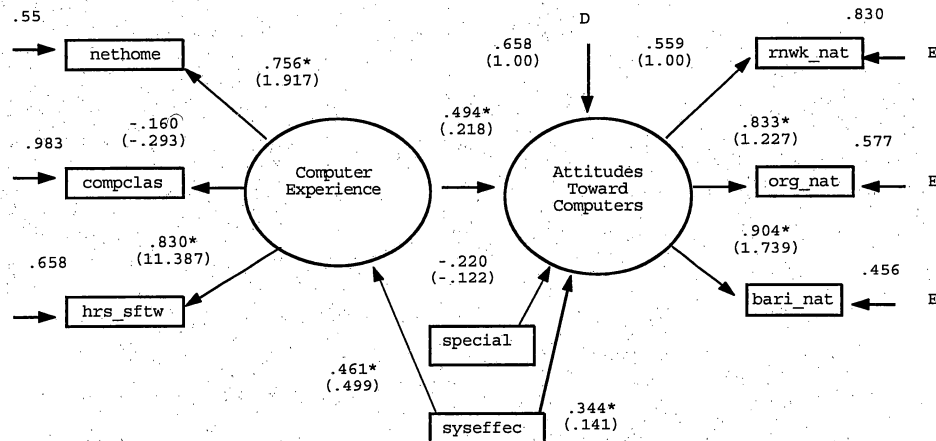 .55
nethome
.756*
(1.917)
-.160
(-.293)
.983
compclas
.830*
(11.387)
.658
hrs_sftw
Computer
Experience
.494*
(.218)
D
.658
(1.00)
.559
(1.00)
.830
rnwk_nat
E
.833*
(1.227)
.577
org_nat
E
Attitudes
Toward
Computers
.904*
(1.739)
.456
bari_nat
E
-.220
(-.122)
special
.461*
(.499)
syseffec
.344*
(.141)